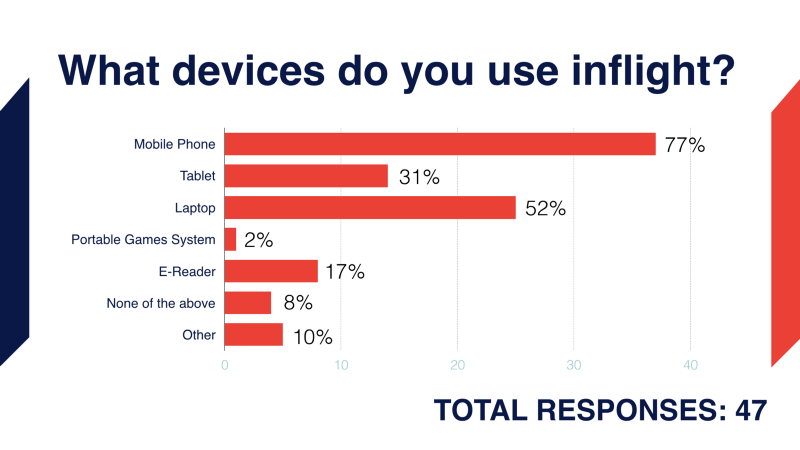 What devices do you use inflight?
Mobile Phone 77%
Tablet 31%
Laptop 52%
Portable Games System 2%
E-Reader 17%
None of the above 8%
Other 10%
0 10 20 30 40
TOTAL RESPONSES: 47